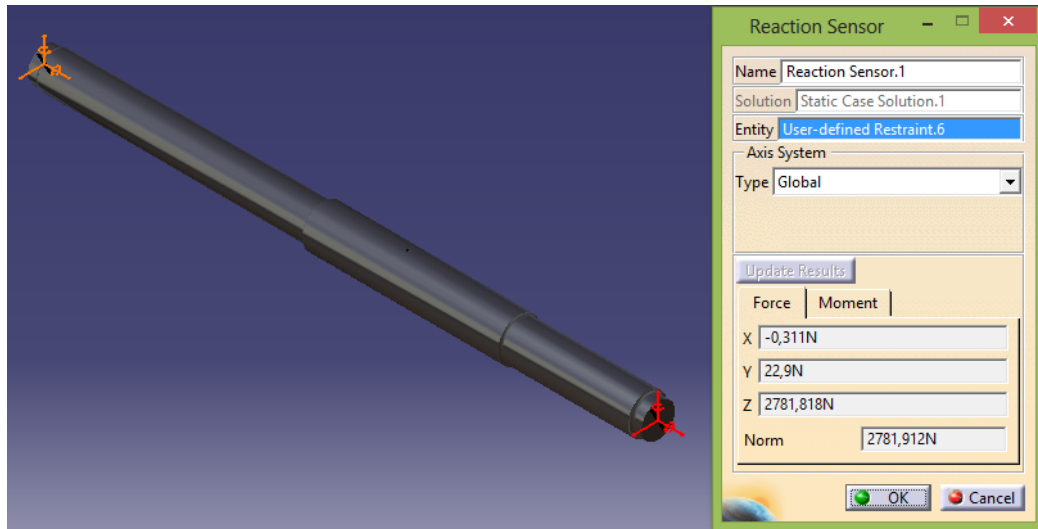 Reaction Sensor
Name Reaction Sensor.1
Solution Static Case Solution.1
Entity User-defined Restraint.6
Axis System
Type Global
Update Results
Force Moment
X -0,311N
Y 22,9N
Z 2781,818N
Norm 2781,912N
OK Cancel